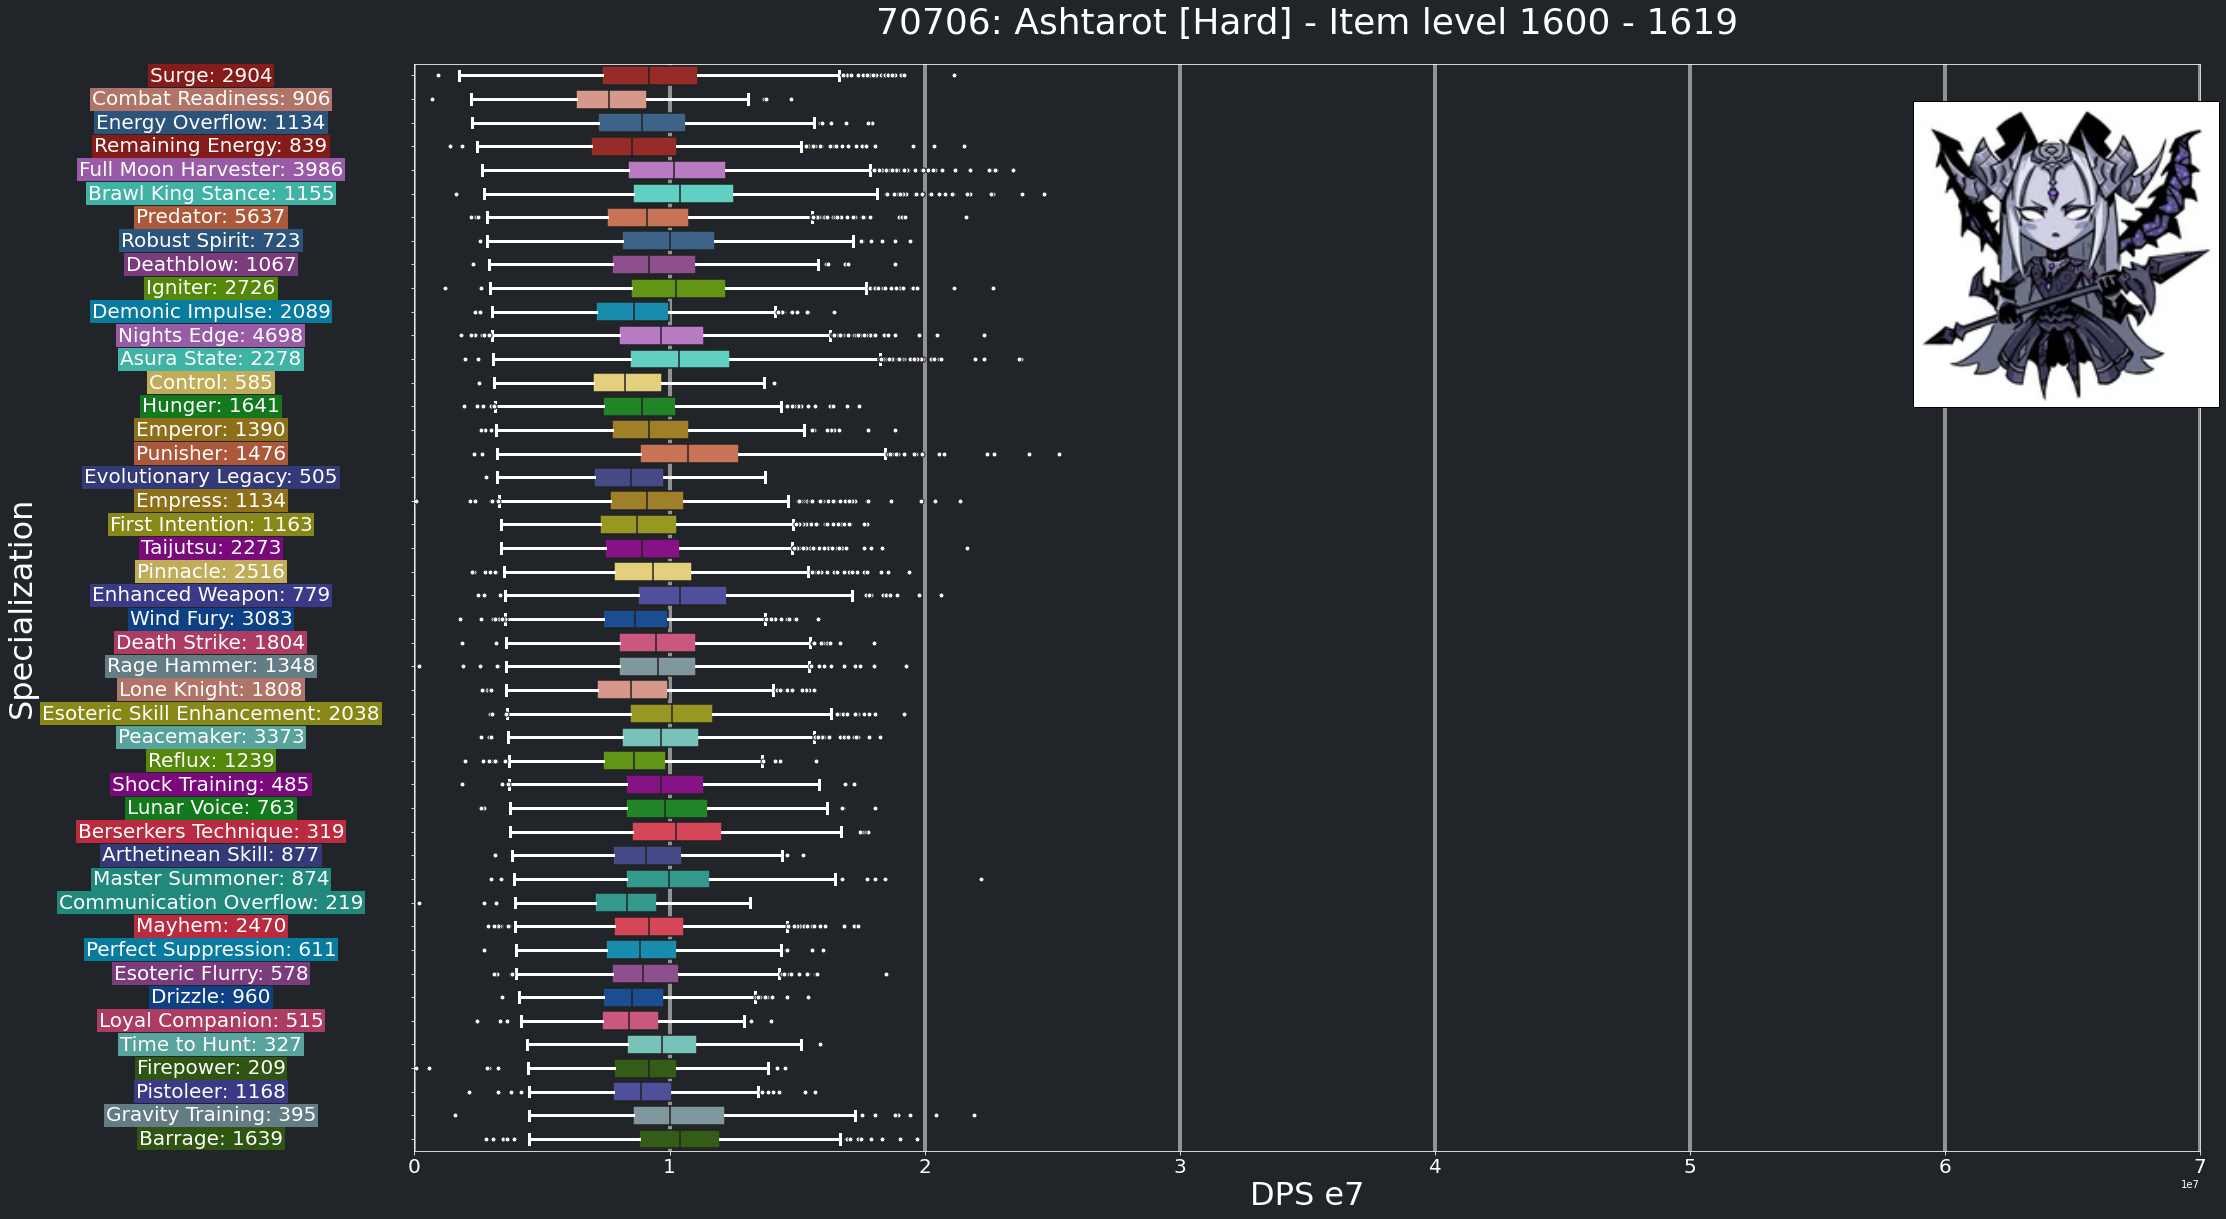 70706: Ashtarot [Hard] - Item level 1600 - 1619
Surge: 2904
Combat Readiness: 906
Energy Overflow: 1134
Remaining Energy: 839
Full Moon Harvester: 3986
Brawl King Stance: 1155
Predator: 5637
Robust Spirit: 723
Deathblow: 1067
Igniter: 2726
Demonic Impulse: 2089
Nights Edge: 4698
Asura State: 2278
Control: 585
Hunger: 1641
Emperor: 1390
Punisher: 1476
Evolutionary Legacy: 505
Empress: 1134
First Intention: 1163
Taijutsu: 2273
Pinnacle: 2516
Enhanced Weapon: 779
Wind Fury: 3083
Death Strike: 1804
Rage Hammer: 1348
Lone Knight: 1808
Esoteric Skill Enhancement: 2038
Peacemaker: 3373
Reflux: 1239
Shock Training: 485
Lunar Voice: 763
Berserkers Technique: 319
Arthetinean Skill: 877
Master Summoner: 874
Communication Overflow: 219
Mayhem: 2470
Perfect Suppression: 611
Esoteric Flurry: 578
Drizzle: 960
Loyal Companion: 515
Time to Hunt: 327
Firepower: 209
Pistoleer: 1168
Gravity Training: 395
Barrage: 1639
Specialization
0 1 2 3 4 5 6 7
1e7
DPS e7